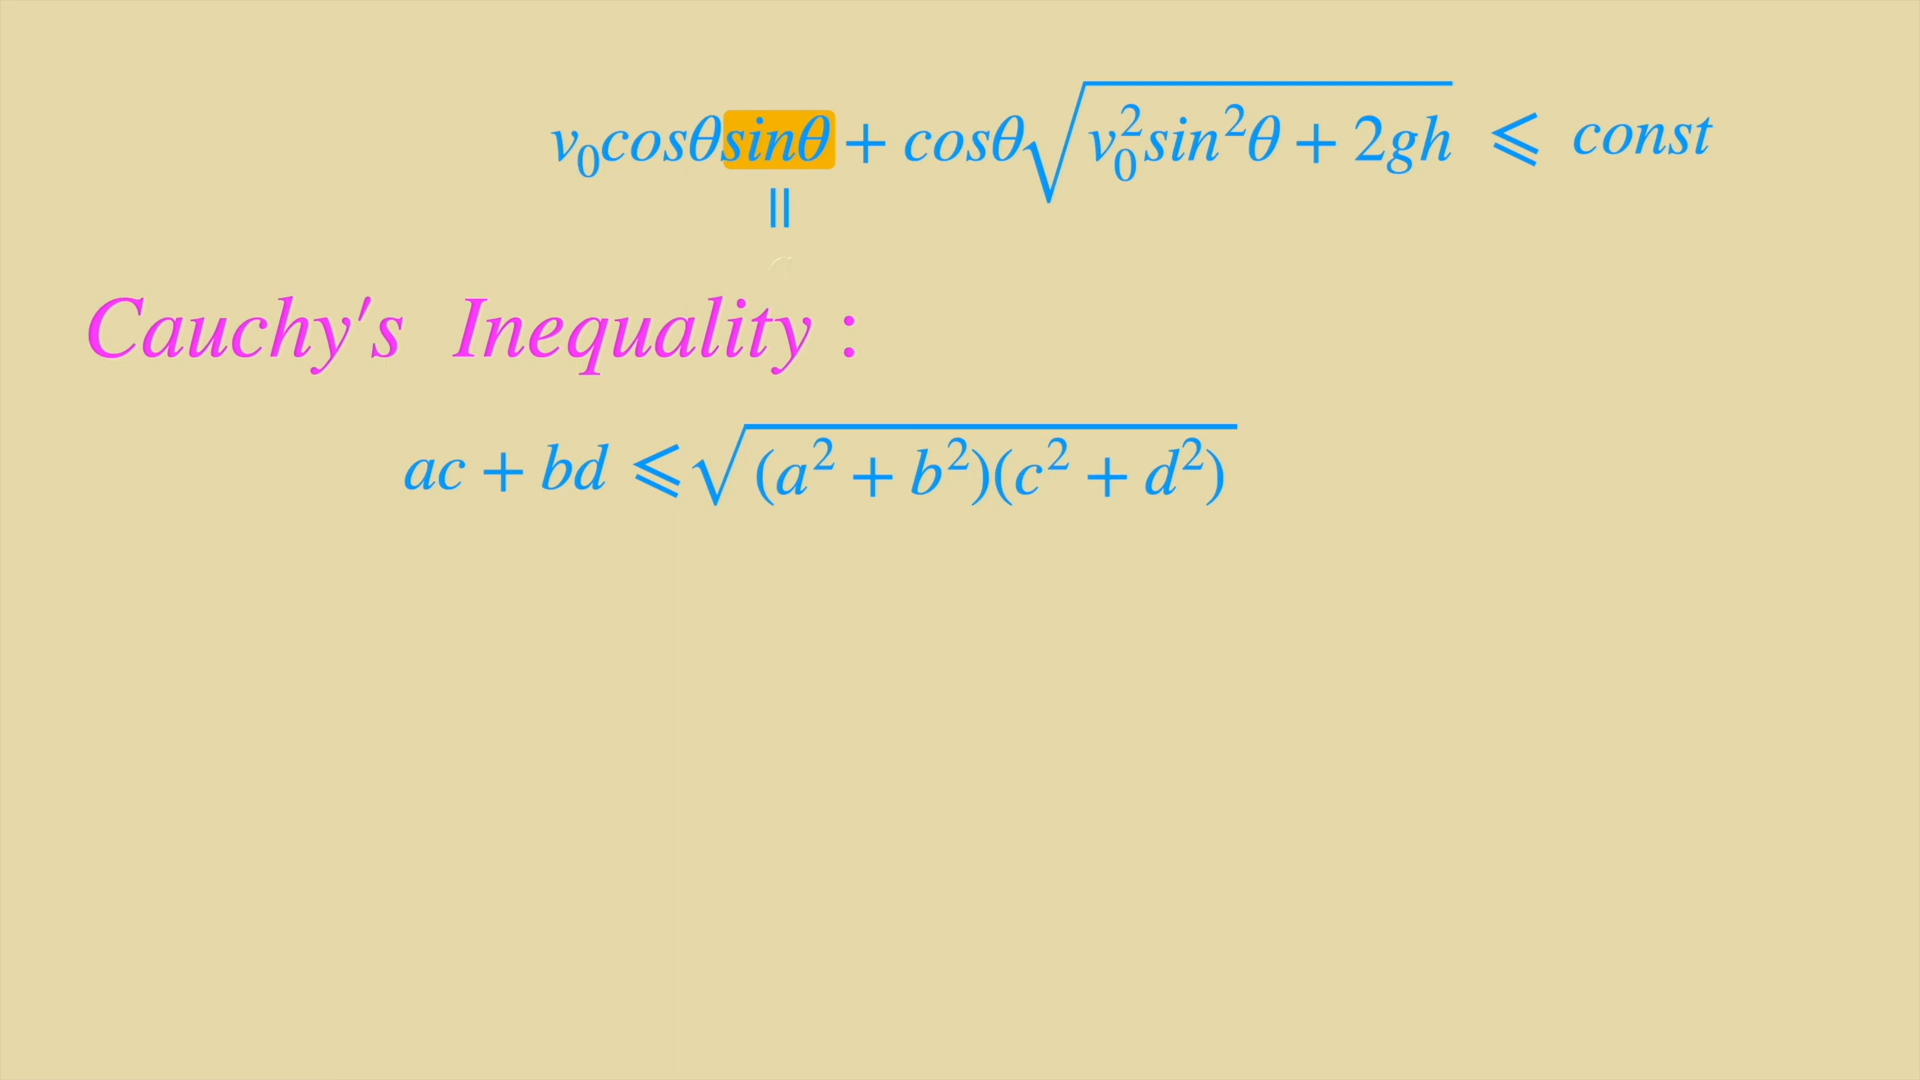 v₀cosθsinθ + cosθ√(v₀²sin²θ + 2gh) ⩽ const
=
Cauchy's Inequality :
ac + bd ⩽ √((a² + b²)(c² + d²))